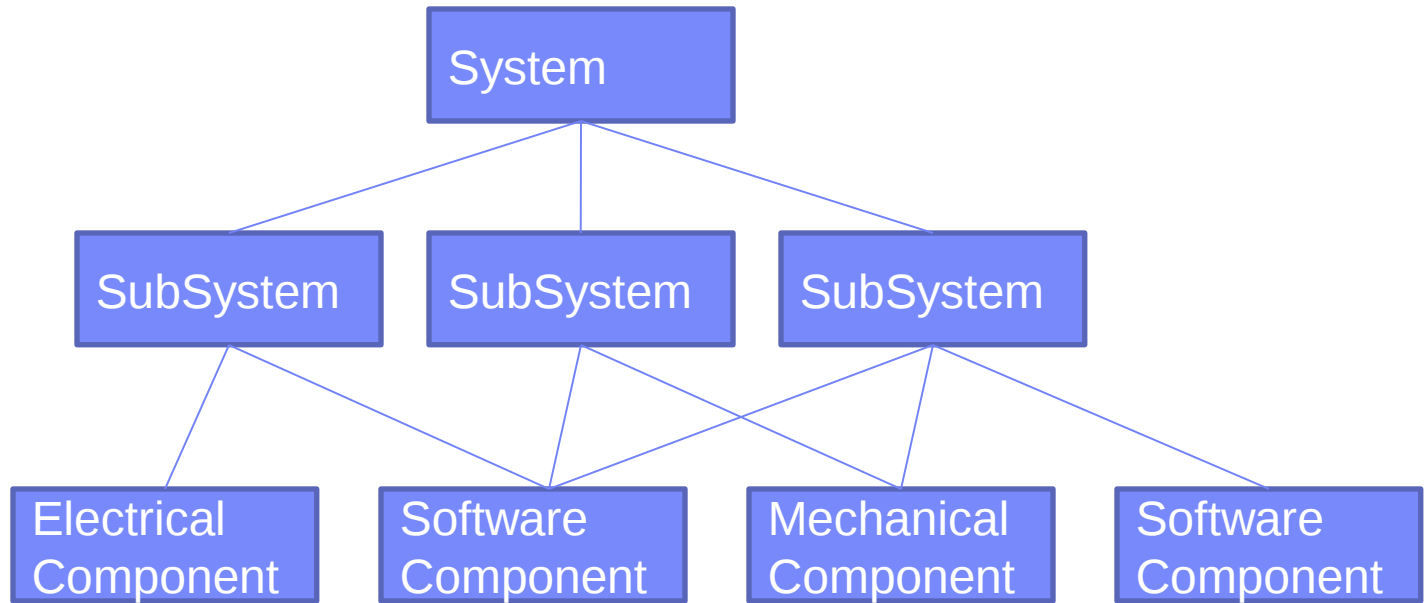 System
SubSystem
SubSystem
SubSystem
Electrical
Component
Software
Component
Mechanical
Component
Software
Component